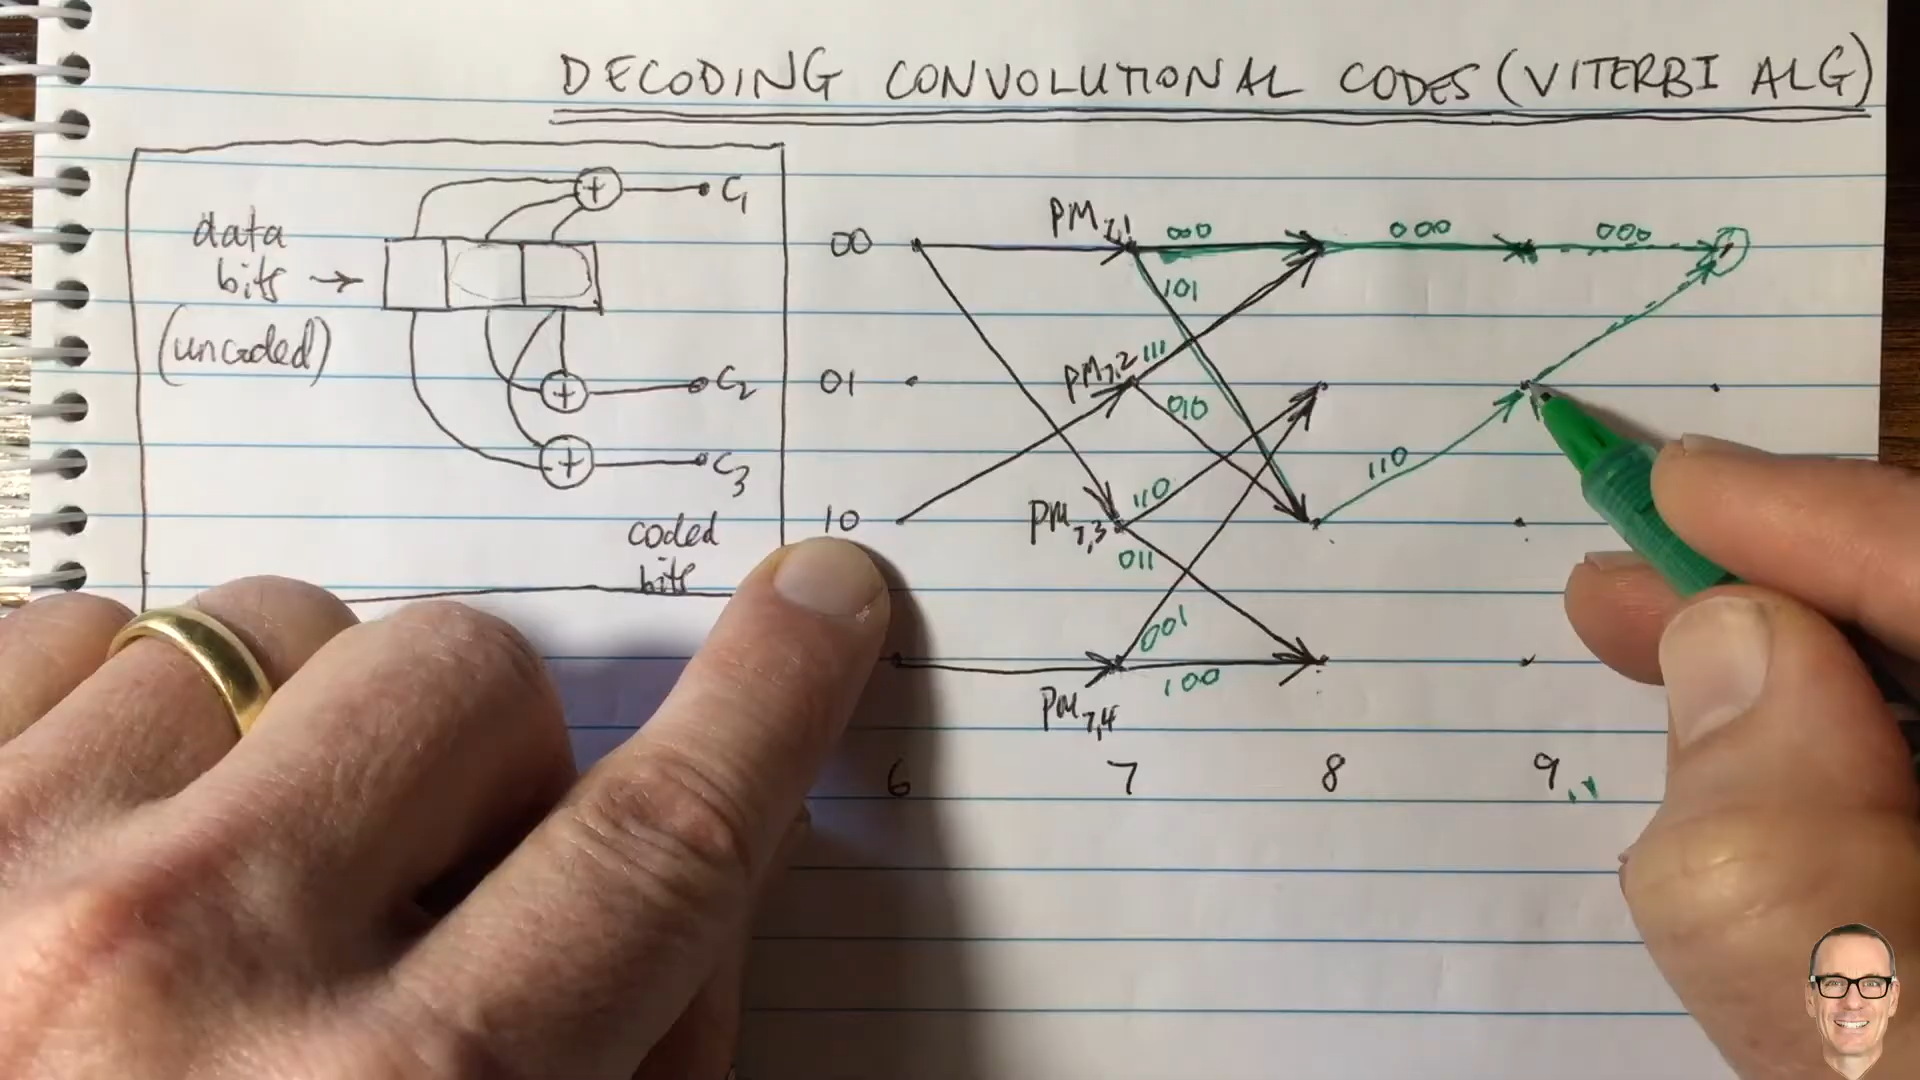 DECODING CONVOLUTIONAL CODES (VITERBI ALG)
data
bits →
(uncoded)
+
C1
+
C2
+
C3
coded
bits
00
01
10
PM7,1
PM7,2
PM7,3
PM7,4
000
000
000
101
111
010
110
110
011
001
100
6
7
8
9